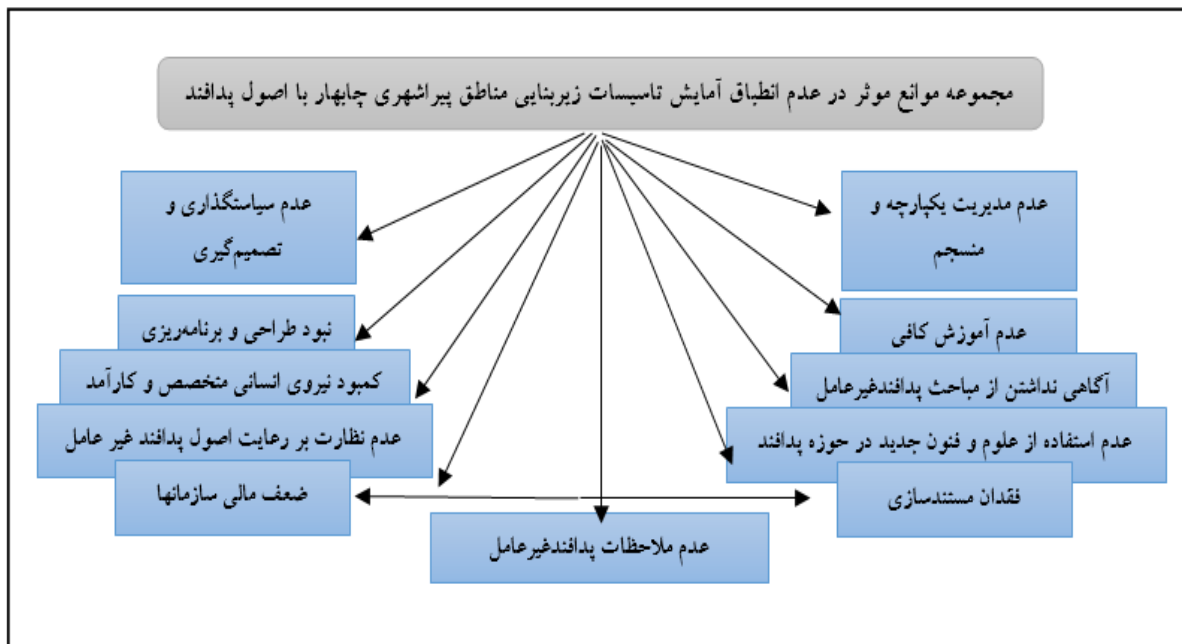 مجموعه موانع موثر در عدم انطباق آمایش تاسیسات زیربنایی مناطق پیراشهری چابهار با اصول پدافند
عدم مدیریت یکپارچه و
منسجم
عدم آموزش کافی
آگاهی نداشتن از مباحث پدافندغیرعامل
عدم استفاده از علوم و فنون جدید در حوزه پدافند
فقدان مستندسازی
عدم سیاستگذاری و
تصمیم‌گیری
نبود طراحی و برنامه‌ریزی
کمبود نیروی انسانی متخصص و کارآمد
عدم نظارت بر رعایت اصول پدافند غیر عامل
ضعف مالی سازمانها
عدم ملاحظات پدافندغیرعامل